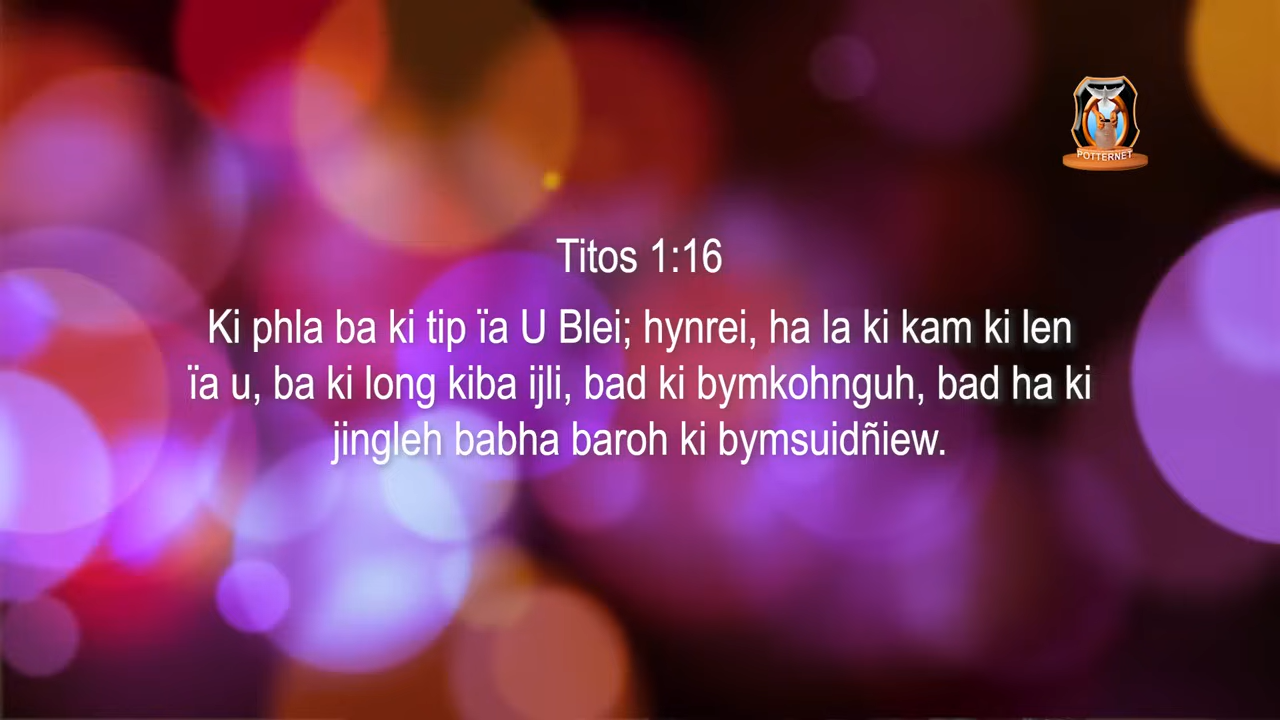 POTTERNET
Titos 1:16
Ki phla ba ki tip ïa U Blei; hynrei, ha la ki kam ki len
ïa u, ba ki long kiba ijli, bad ki bymkohnguh, bad ha ki
jingleh babha baroh ki bymsuidñiew.